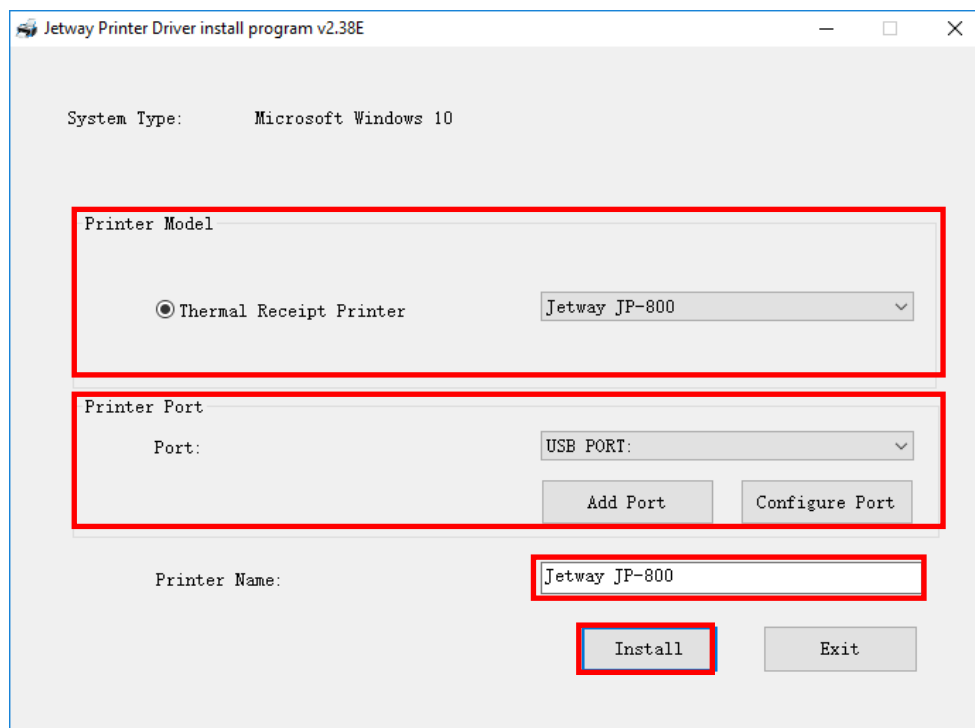 Jetway Printer Driver install program v2.38E
System Type: Microsoft Windows 10
Printer Model
Thermal Receipt Printer Jetway JP-800
Printer Port
Port: USB PORT:
Add Port Configure Port
Printer Name: Jetway JP-800
Install Exit